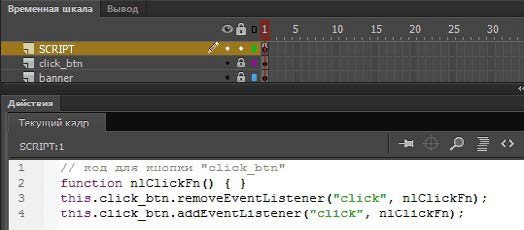 Временная шкала Вывод
1 5 10 15 20 25 30
SCRIPT
click_btn
banner
Действия
Текущий кадр
SCRIPT:1
1 // код для кнопки "click_btn"
2 function nlClickFn() { }
3 this.click_btn.removeEventListener("click", nlClickFn);
4 this.click_btn.addEventListener("click", nlClickFn);